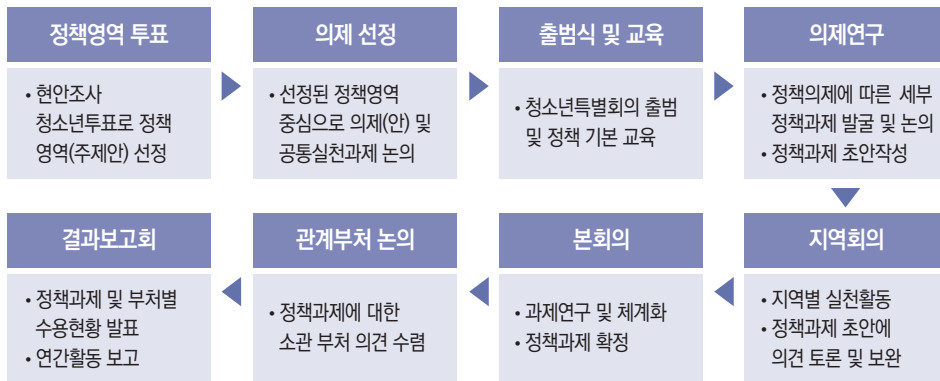 정책영역 투표
• 현안조사
청소년투표로 정책
영역(주제안) 선정
의제 선정
• 선정된 정책영역
중심으로 의제(안) 및
공통실천과제 논의
출범식 및 교육
• 청소년특별회의 출범
및 정책 기본 교육
의제연구
• 정책의제에 따른 세부
정책과제 발굴 및 논의
• 정책과제 초안작성
지역회의
• 지역별 실천활동
• 정책과제 초안에
의견 토론 및 보완
본회의
• 과제연구 및 체계화
• 정책과제 확정
관계부처 논의
• 정책과제에 대한
소관 부처 의견 수렴
결과보고회
• 정책과제 및 부처별
수용현황 발표
• 연간활동 보고